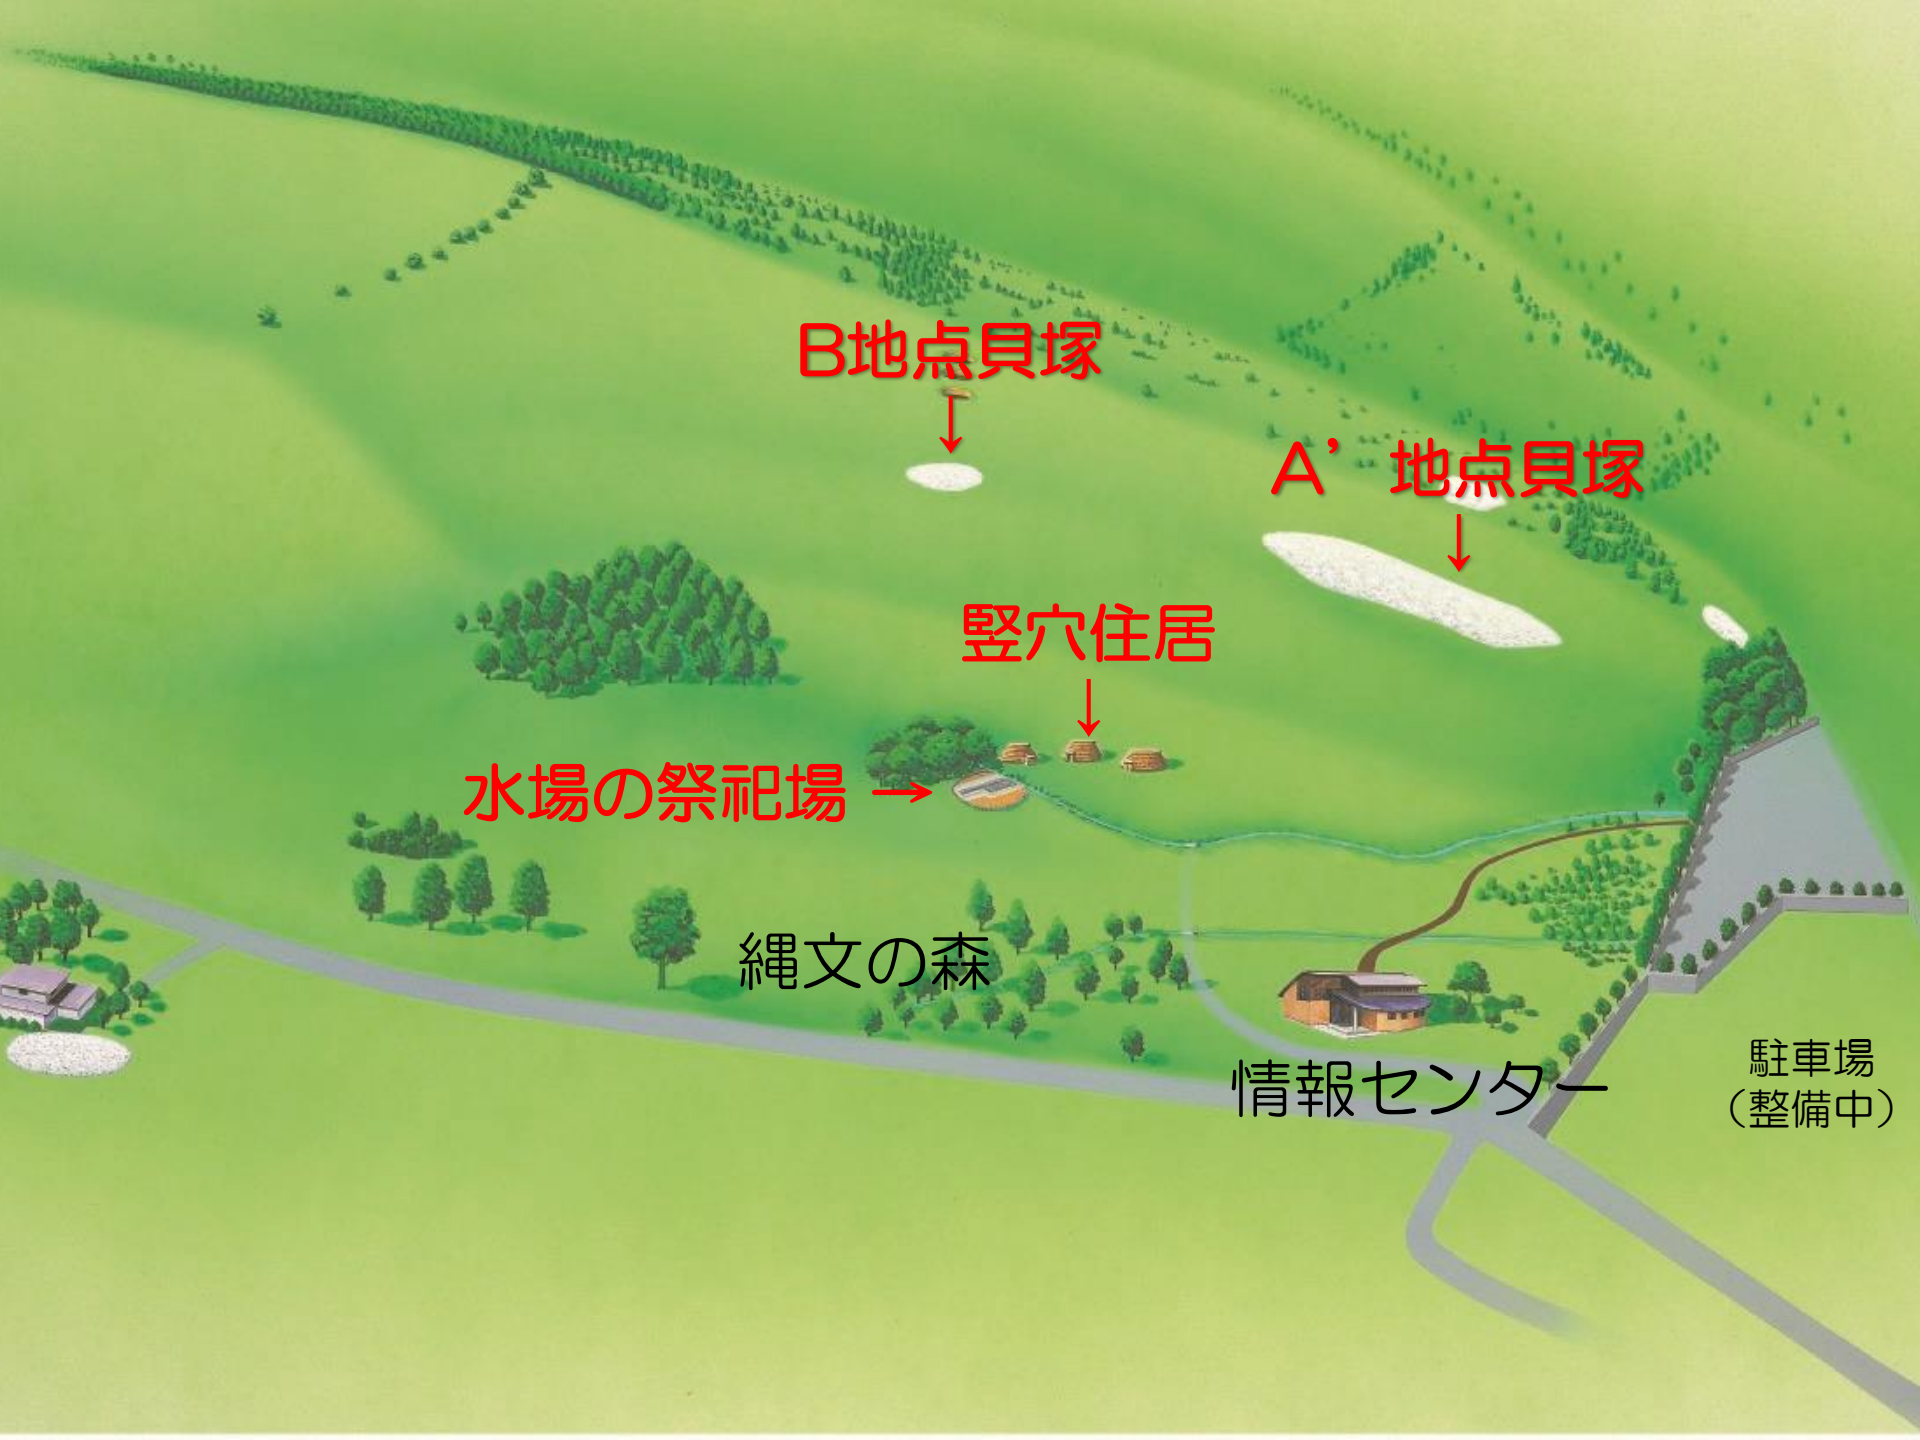 B地点貝塚
↓
A’地点貝塚
↓
竪穴住居
↓
水場の祭祀場 →
縄文の森
情報センター
駐車場
（整備中）